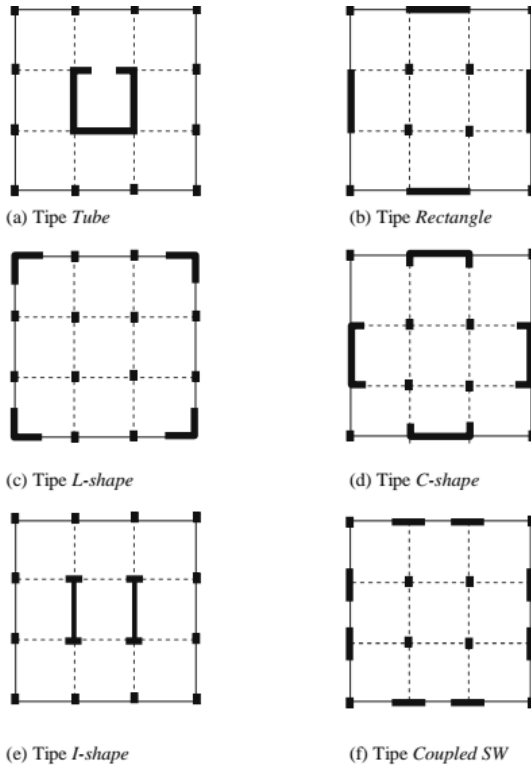 (a) Tipe Tube
(b) Tipe Rectangle
(c) Tipe L-shape
(d) Tipe C-shape
(e) Tipe I-shape
(f) Tipe Coupled SW